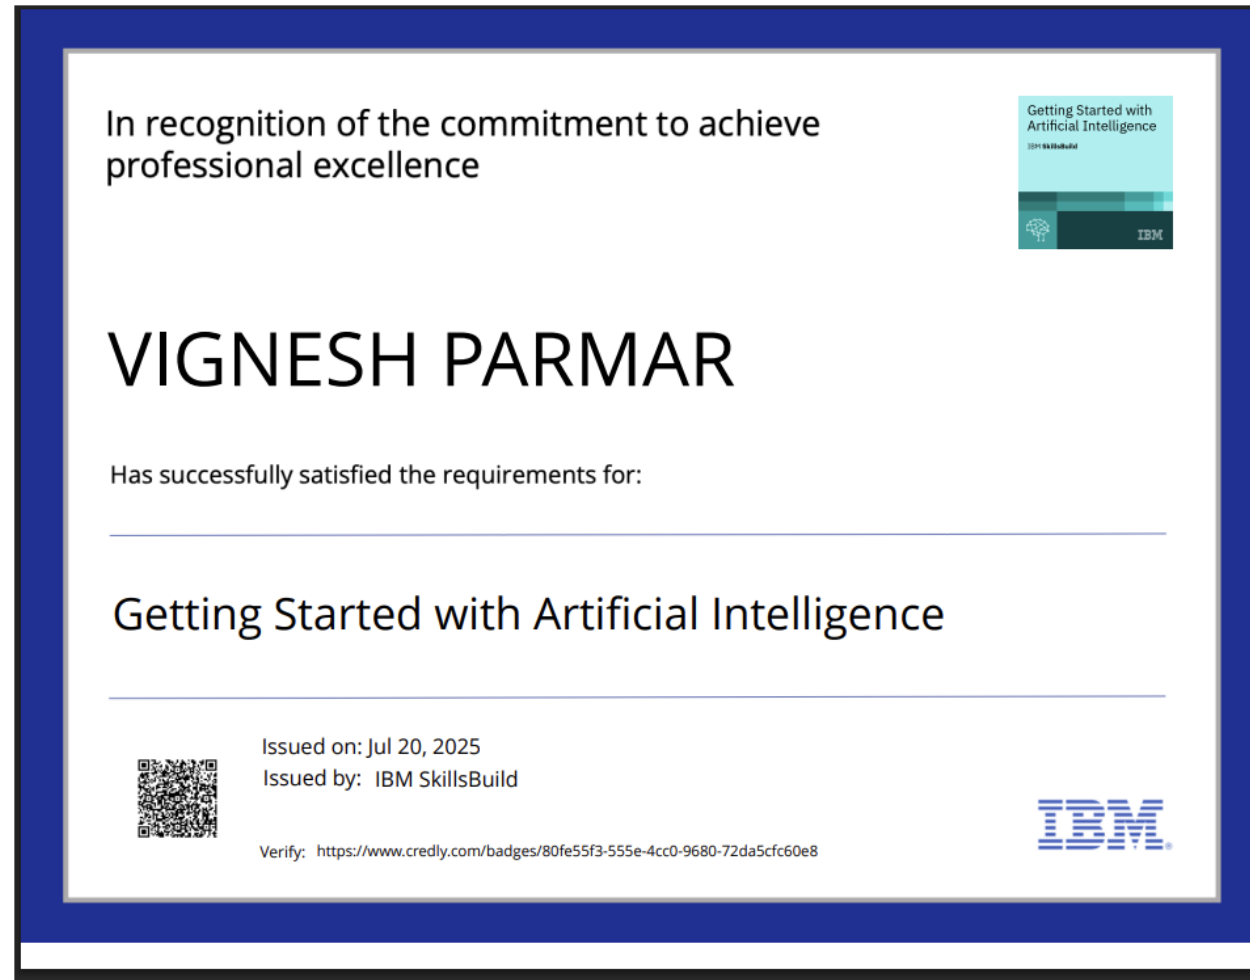 In recognition of the commitment to achieve
professional excellence
Getting Started with
Artificial Intelligence
IBM SkillsBuild
IBM
VIGNESH PARMAR
Has successfully satisfied the requirements for:
Getting Started with Artificial Intelligence
Issued on: Jul 20, 2025
Issued by: IBM SkillsBuild
Verify: https://www.credly.com/badges/80fe55f3-555e-4cc0-9680-72da5cfc60e8
IBM®